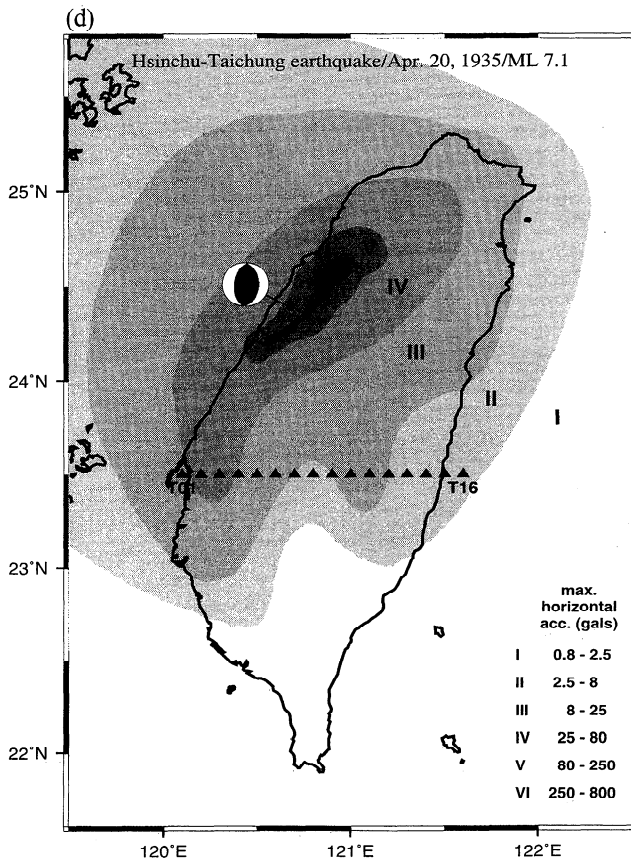 (d)
Hsinchu-Taichung earthquake/Apr. 20, 1935/ML 7.1
25°N
IV
III
24°N
II
I
T01
T16
23°N
max.
horizontal
acc. (gals)
I 0.8 - 2.5
II 2.5 - 8
III 8 - 25
IV 25 - 80
22°N
V 80 - 250
VI 250 - 800
120°E
121°E
122°E